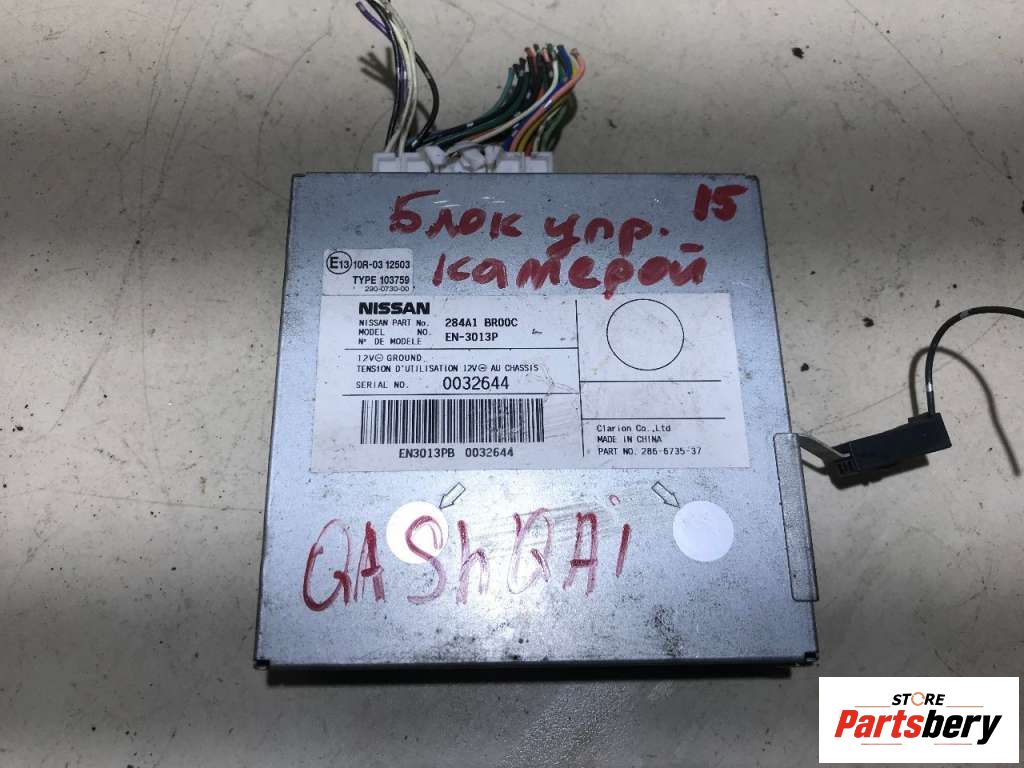 15
Блок упр.
камерой
E13 10R-03 12503
TYPE 103759
290-0730-00
NISSAN
NISSAN PART No. 284A1 BR00C
MODEL NO. EN-3013P
N° DE MODELE
12V⊖ GROUND
TENSION D'UTILISATION 12V⊖ AU CHASSIS
SERIAL NO. 0032644
EN3013PB 0032644
Clarion Co.,Ltd
MADE IN CHINA
PART NO. 286-6735-37
QAShQAi
STORE
Partsbery